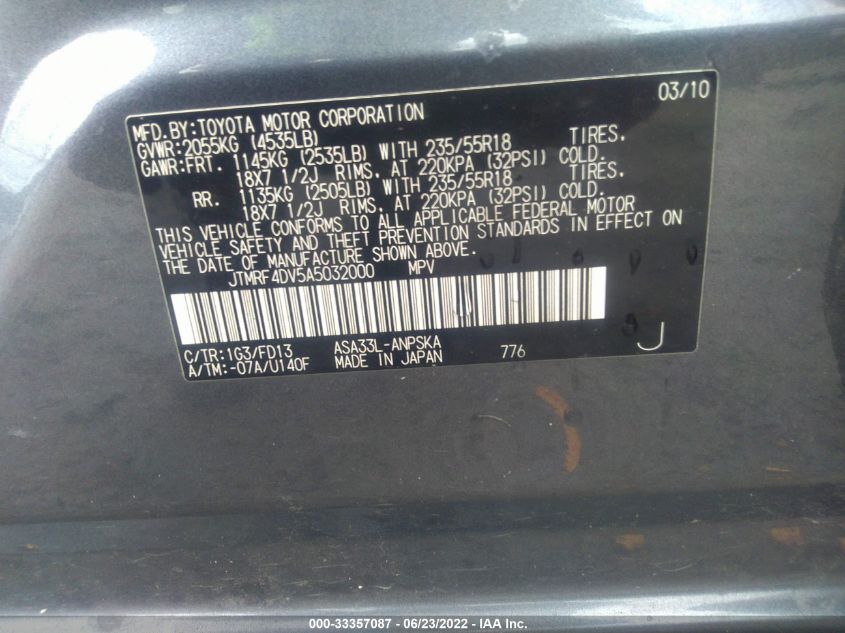 03/10
MFD.BY:TOYOTA MOTOR CORPORATION
GVWR:2055KG (4535LB)
GAWR:FRT. 1145KG (2535LB) WITH 235/55R18 TIRES.
18X7 1/2J RIMS. AT 220KPA (32PSI) COLD.
RR. 1135KG (2505LB) WITH 235/55R18 TIRES.
18X7 1/2J RIMS. AT 220KPA (32PSI) COLD.
THIS VEHICLE CONFORMS TO ALL APPLICABLE FEDERAL MOTOR
VEHICLE SAFETY AND THEFT PREVENTION STANDARDS IN EFFECT ON
THE DATE OF MANUFACTURE SHOWN ABOVE.
JTMRF4DV5A5032000 MPV
C/TR:1G3/FD13 ASA33L-ANPSKA
A/TM:-07A/U140F MADE IN JAPAN 776 J
000-33357087 - 06/23/2022 - IAA Inc.